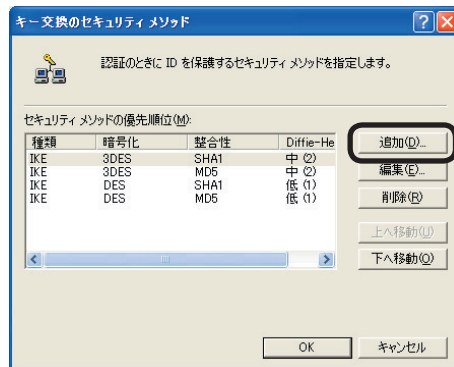 キー交換のセキュリティ メソッド
認証のときに ID を保護するセキュリティ メソッドを指定します。
セキュリティ メソッドの優先順位(M):
種類 暗号化 整合性 Diffie-He
IKE 3DES SHA1 中 (2)
IKE 3DES MD5 中 (2)
IKE DES SHA1 低 (1)
IKE DES MD5 低 (1)
追加(D)...
編集(E)...
削除(R)
上へ移動(U)
下へ移動(O)
OK
キャンセル